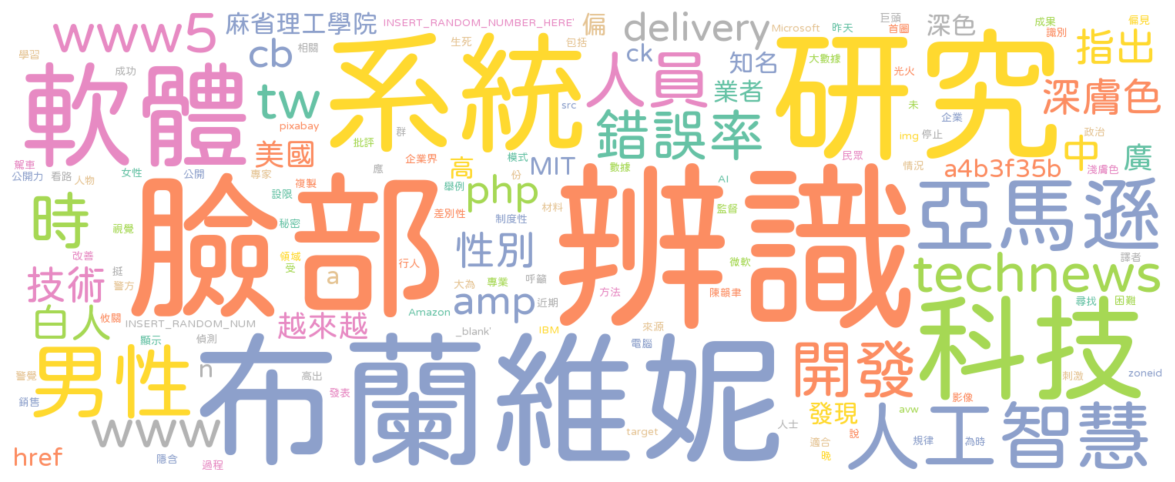 www5
麻省理工學院
INSERT_RANDOM_NUMBER_HERE'
偏
delivery
巨頭
深色
成果
偏見
學習
cb
相關
生死
包括
ck
Microsoft
昨天
首圖
識別
指出
成功
軟體
tw
系統
人員
知名
大數據
研究
光火
業者
src
未
企業
深膚色
pixabay
批評
群
錯誤率
img
停止
政治
美國
企業界
高
模式
MIT
民眾
中
廣
駕車
公開力
看路
人物
女性
公開
專家
應
份
數據
情況
a4b3f35b
淺膚色
複製
設限
舉例
php
AI
臉部
辨識
亞馬遜
時
視覺
秘密
差別性
制度性
材料
監督
改善
挺
領域
受
性別
微軟
譯者
technews
技術
警方
a
行人
大為
專業
呼籲
方法
陳顥聿
amp
近期
尋找
困難
白人
收關
INSERT_RANDOM_NUM
越來越
Amazon
_blank'
IBM
來源
科技
顯示
偵測
電腦
男性
警覺
n
高出
布蘭維妮
開發
刺激
zoneid
銷售
發表
影像
www
target
人士
發現
avw
人工智慧
適合
說
規律
為時
晚
href
隱含
過程